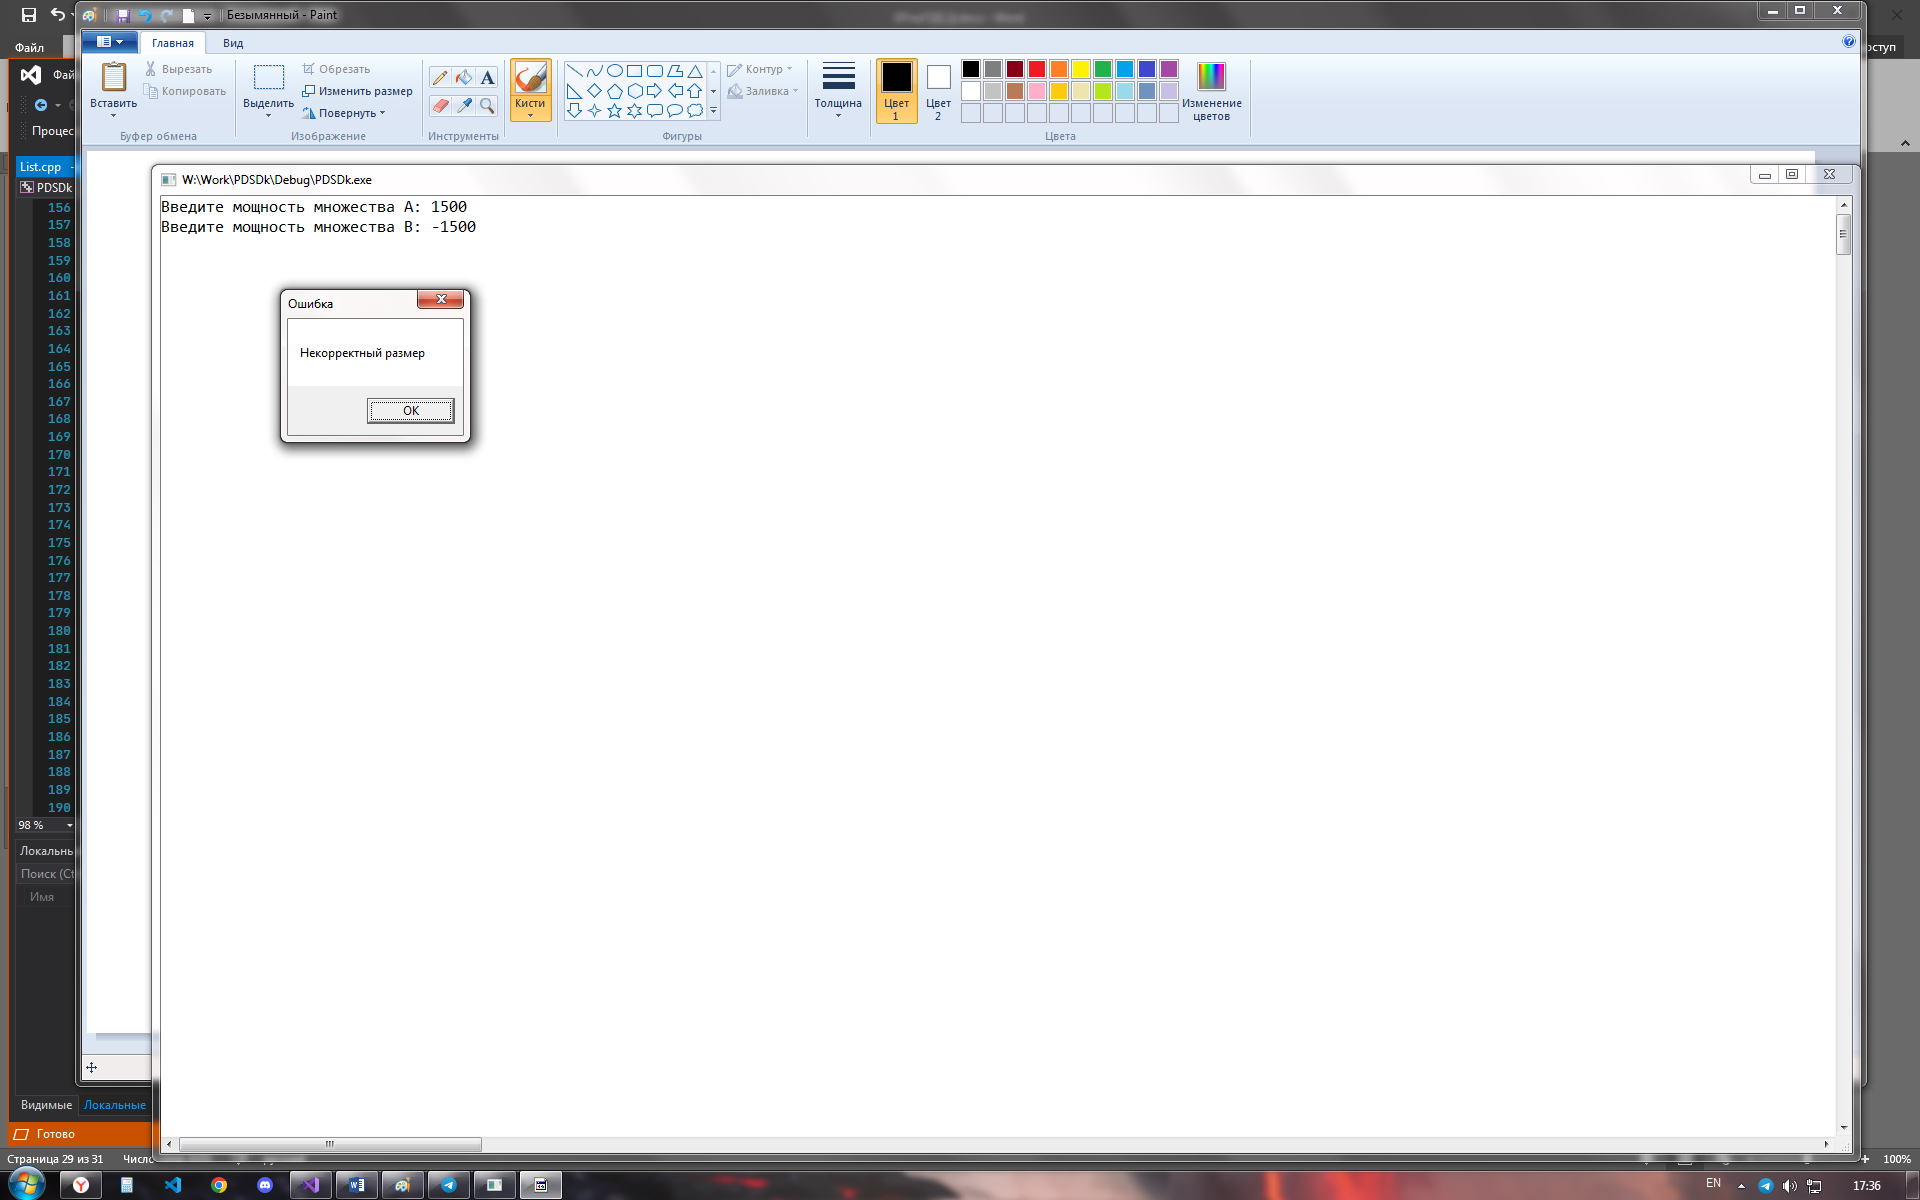 Безымянный - Paint
Файл
Главная
Вид
Вставить
Вырезать
Копировать
Буфер обмена
Выделить
Обрезать
Изменить размер
Повернуть
Изображение
A
Инструменты
Кисти
Фигуры
Контур
Заливка
Толщина
Цвет 1
Цвет 2
Изменение цветов
Цвета
List.cpp
PDSDk
W:\Work\PDSDk\Debug\PDSDk.exe
Введите мощность множества A: 1500
Введите мощность множества B: -1500
Ошибка
Некорректный размер
OK
156
157
158
159
160
161
162
163
164
165
166
167
168
169
170
171
172
173
174
175
176
177
178
179
180
181
182
183
184
185
186
187
188
189
190
98 %
Поиск (Ct
Имя
Видимые
Локальные
Готово
Страница 29 из 31
Число
100%
EN
17:36